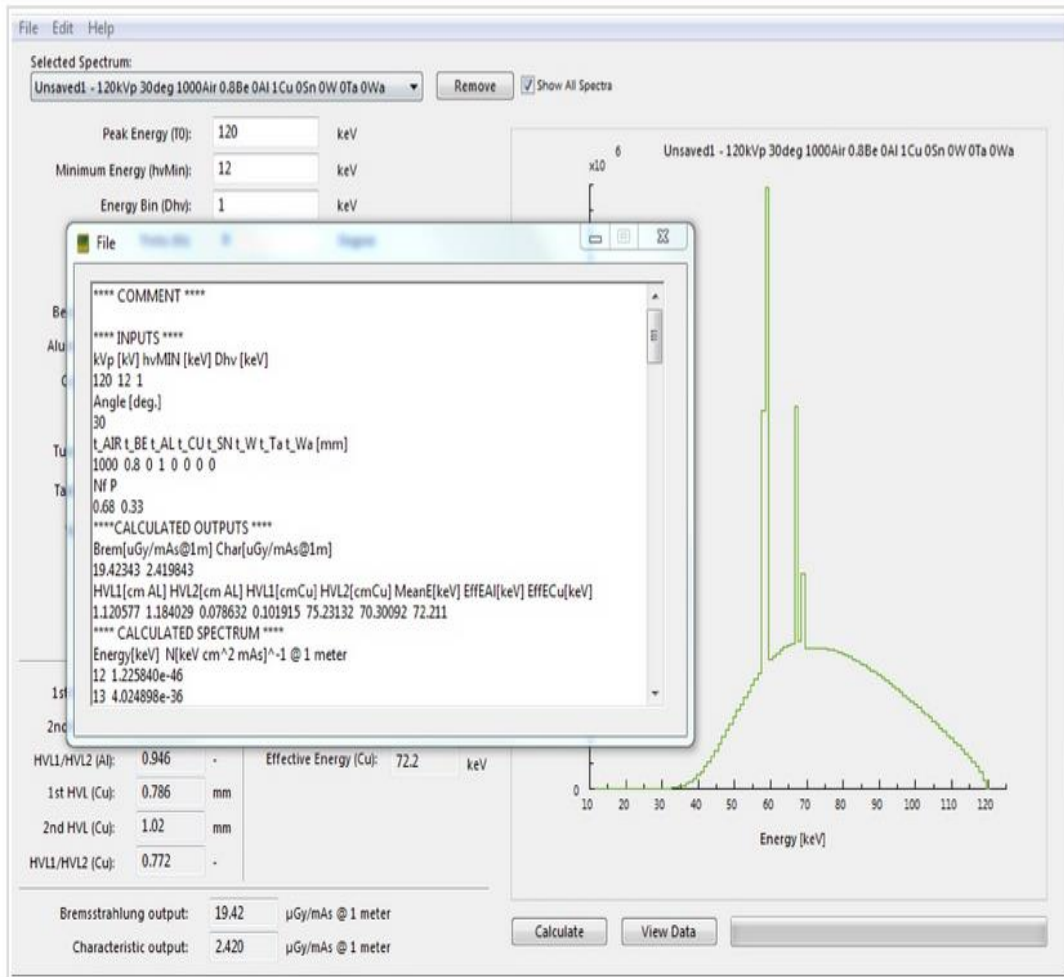 File Edit Help
Selected Spectrum:
Unsaved1 - 120kVp 30deg 1000Air 0.8Be 0Al 1Cu 0Sn 0W 0Ta 0Wa
Remove
Show All Spectra
Peak Energy (T0): 120 keV
Minimum Energy (hvMin): 12 keV
Energy Bin (Dhv): 1 keV
File
**** COMMENT ****
**** INPUTS ****
kVp [kV] hvMIN [keV] Dhv [keV]
120 12 1
Angle [deg.]
30
t_AIR t_BE t_AL t_CU t_SN t_W t_Ta t_Wa [mm]
1000 0.8 0 1 0 0 0 0
Nf P
0.68 0.33
****CALCULATED OUTPUTS ****
Brem[uGy/mAs@1m] Char[uGy/mAs@1m]
19.42343 2.419843
HVL1[cm AL] HVL2[cm AL] HVL1[cmCu] HVL2[cmCu] MeanE[keV] EffEAl[keV] EffECu[keV]
1.120577 1.184029 0.078632 0.101915 75.23132 70.30092 72.211
**** CALCULATED SPECTRUM ****
Energy[keV] N[keV cm^2 mAs]^-1 @ 1 meter
12 1.225840e-46
13 4.024898e-36
Be
Alu
C
Tu
Ta
1st
2nd
HVL1/HVL2 (Al): 0.946 -
Effective Energy (Cu): 72.2 keV
1st HVL (Cu): 0.786 mm
2nd HVL (Cu): 1.02 mm
HVL1/HVL2 (Cu): 0.772 -
Bremsstrahlung output: 19.42 µGy/mAs @ 1 meter
Characteristic output: 2.420 µGy/mAs @ 1 meter
x10 6
Unsaved1 - 120kVp 30deg 1000Air 0.8Be 0Al 1Cu 0Sn 0W 0Ta 0Wa
0
10 20 30 40 50 60 70 80 90 100 110 120
Energy [keV]
Calculate
View Data